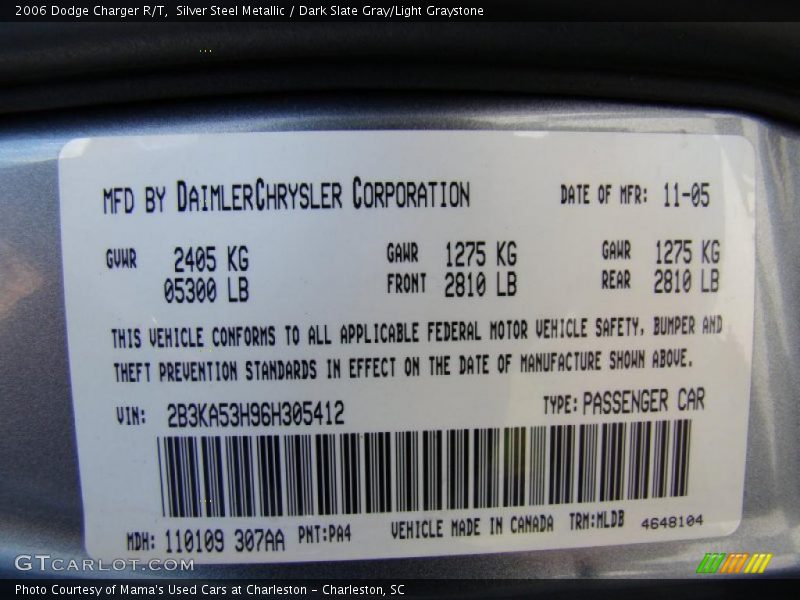 2006 Dodge Charger R/T,  Silver Steel Metallic / Dark Slate Gray/Light Graystone
MFD BY DAIMLERCHRYSLER CORPORATION DATE OF MFR: 11-05
GVWR 2405 KG GAWR 1275 KG GAWR 1275 KG
05300 LB FRONT 2810 LB REAR 2810 LB
THIS VEHICLE CONFORMS TO ALL APPLICABLE FEDERAL MOTOR VEHICLE SAFETY, BUMPER AND
THEFT PREVENTION STANDARDS IN EFFECT ON THE DATE OF MANUFACTURE SHOWN ABOVE.
VIN: 2B3KA53H96H305412 TYPE: PASSENGER CAR
MDH: 110109 307AA PNT:PA4 VEHICLE MADE IN CANADA TRM:MLDB 4648104
GTCARLOT.COM
Photo Courtesy of Mama's Used Cars at Charleston - Charleston, SC